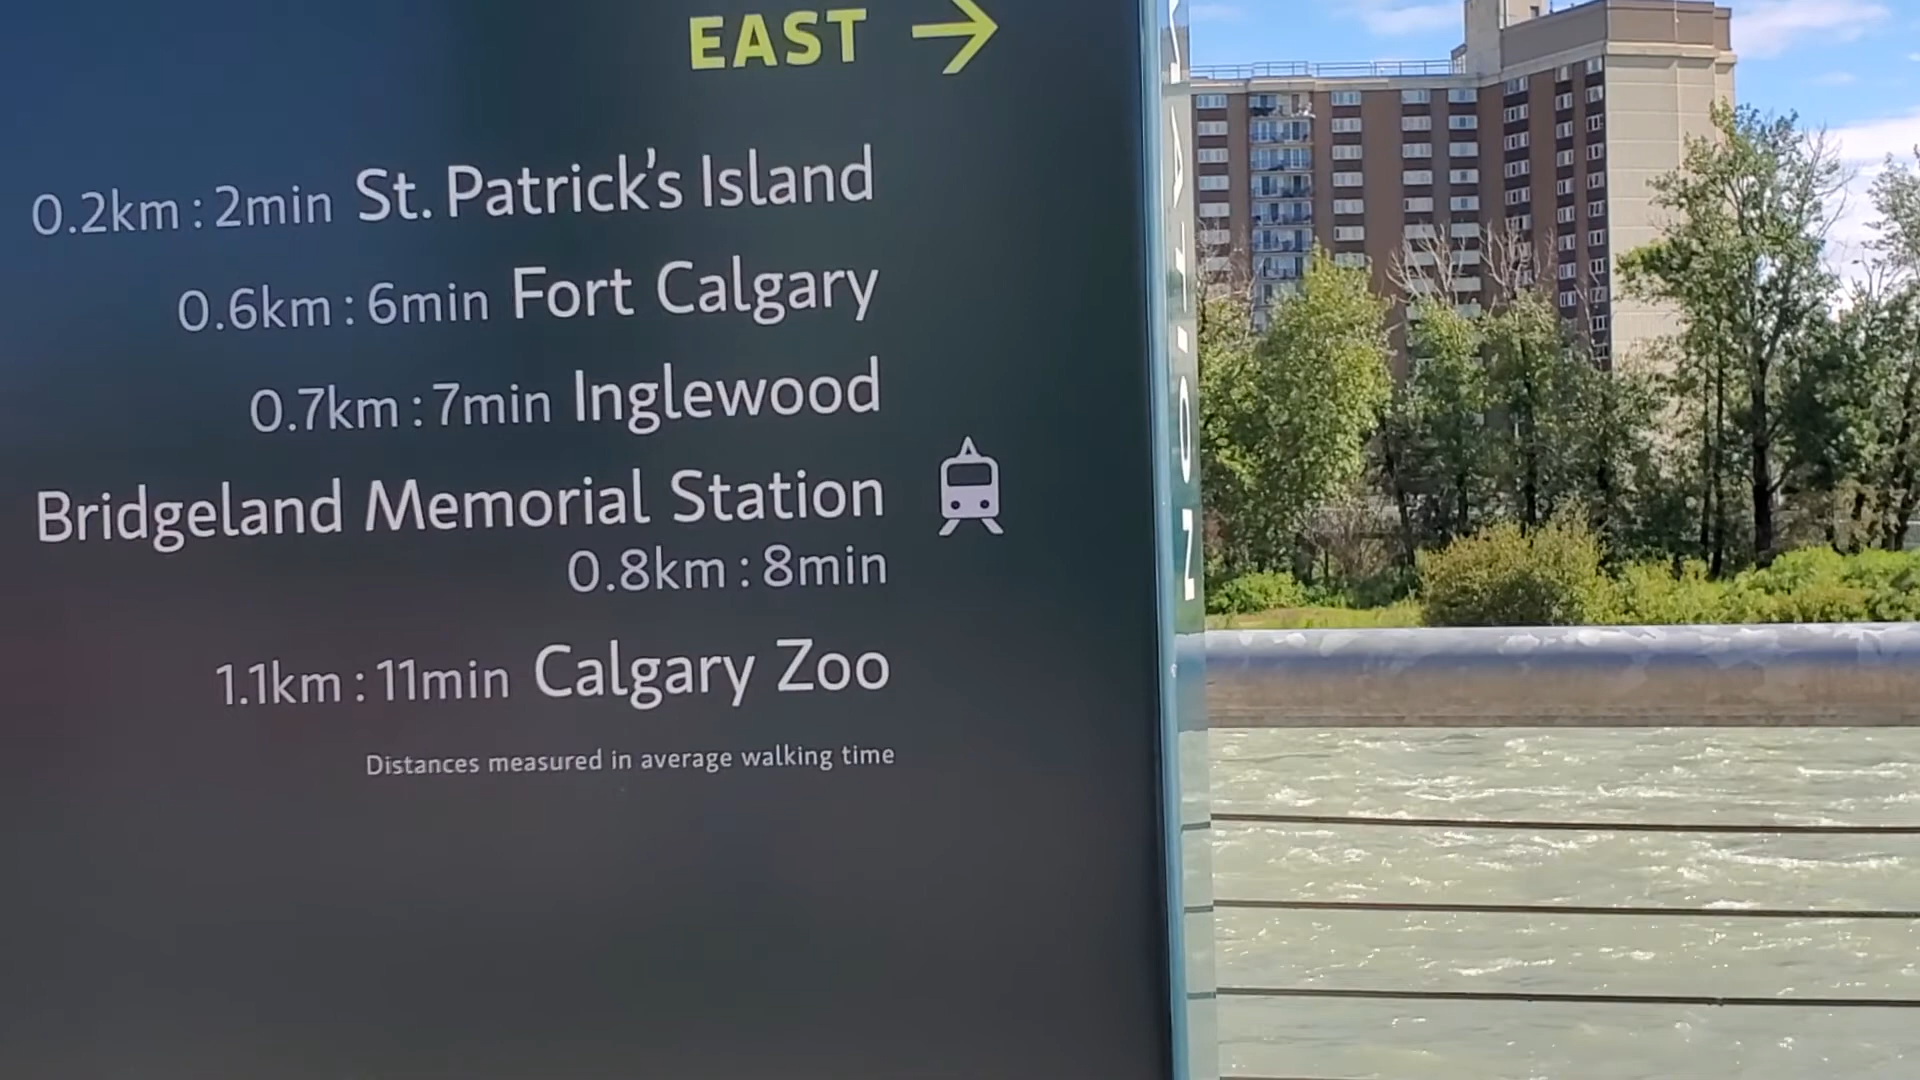 EAST →
0.2km : 2min St. Patrick's Island
0.6km : 6min Fort Calgary
0.7km : 7min Inglewood
Bridgeland Memorial Station
0.8km : 8min
1.1km : 11min Calgary Zoo
Distances measured in average walking time